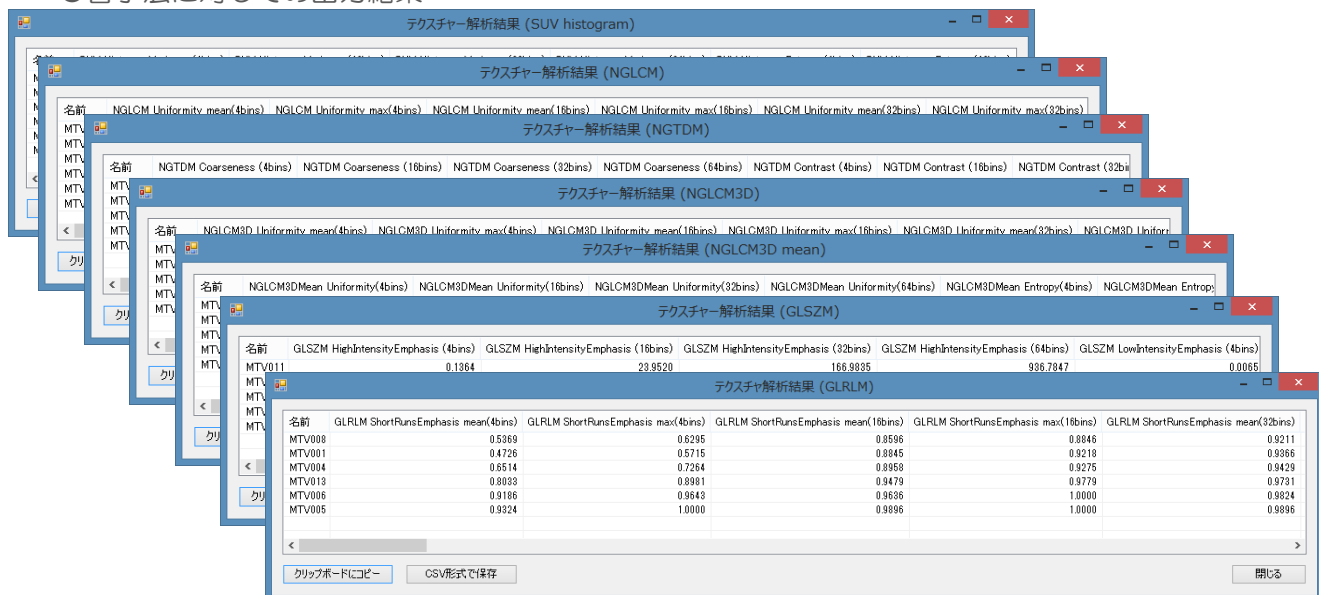 テクスチャー解析結果 (SUV histogram)
テクスチャー解析結果 (NGLCM)
名前 NGLCM Uniformity mean(4bins) NGLCM Uniformity max(4bins) NGLCM Uniformity mean(16bins) NGLCM Uniformity max(16bins) NGLCM Uniformity mean(32bins) NGLCM Uniformity max(32bins)
テクスチャー解析結果 (NGTDM)
名前 NGTDM Coarseness (4bins) NGTDM Coarseness (16bins) NGTDM Coarseness (32bins) NGTDM Coarseness (64bins) NGTDM Contrast (4bins) NGTDM Contrast (16bins) NGTDM Contrast (32bin
テクスチャー解析結果 (NGLCM3D)
名前 NGLCM3D Uniformity mean(4bins) NGLCM3D Uniformity max(4bins) NGLCM3D Uniformity mean(16bins) NGLCM3D Uniformity max(16bins) NGLCM3D Uniformity mean(32bins) NGLCM3D
テクスチャー解析結果 (NGLCM3D mean)
名前 NGLCM3DMean Uniformity(4bins) NGLCM3DMean Uniformity(16bins) NGLCM3DMean Uniformity(32bins) NGLCM3DMean Uniformity(64bins) NGLCM3DMean Entropy(4bins) NGLCM3DMean
テクスチャー解析結果 (GLSZM)
名前 GLSZM HighIntensityEmphasis (4bins) GLSZM HighIntensityEmphasis (16bins) GLSZM HighIntensityEmphasis (32bins) GLSZM HighIntensityEmphasis (64bins) GLSZM LowIntensityEmphasis (4bins)
MTV011 0.1364 23.9520 166.9835 936.7847 0.0065
テクスチャ解析結果 (GLRLM)
名前 GLRLM ShortRunsEmphasis mean(4bins) GLRLM ShortRunsEmphasis max(4bins) GLRLM ShortRunsEmphasis mean(16bins) GLRLM ShortRunsEmphasis max(16bins) GLRLM ShortRunsEmphasis mean(32bins)
MTV008 0.5369 0.6295 0.8596 0.8846 0.9211
MTV001 0.4726 0.5715 0.8845 0.9218 0.9366
MTV004 0.6514 0.7264 0.8958 0.9275 0.9429
MTV013 0.8033 0.8981 0.9479 0.9779 0.9731
MTV006 0.9186 0.9643 0.9636 1.0000 0.9824
MTV005 0.9324 1.0000 0.9896 1.0000 0.9896
クリップボードにコピー CSV形式で保存 閉じる